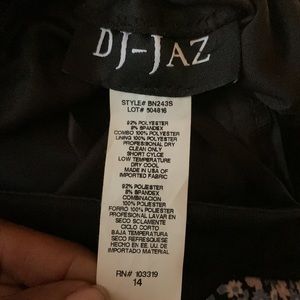 DJ-JAZ
STYLE# BN243S
LOT# 504816
92% POLYESTER
8% SPANDEX
COMBO 100% POLYESTER
LINING 100% POLYESTER
PROFESSIONAL DRY
CLEAN ONLY
SHORT CYLCE
LOW TEMPERATURE
DRY COOL
MADE IN USA OF
IMPORTED FABRIC
92% POLIESTER
8% SPANDEX
COMBINACION
100% POLIESTER
FORRO 100% POLIESTER
PROFESIONAL LAVAR EN
SECO SCLAMENTE
CICLO CORTO
BAJA TEMPERATURA
SECO REFRESQUESE
HECHO EN EE. UU. DE
IMPORTADO MATERIAL
RN# 103319
14